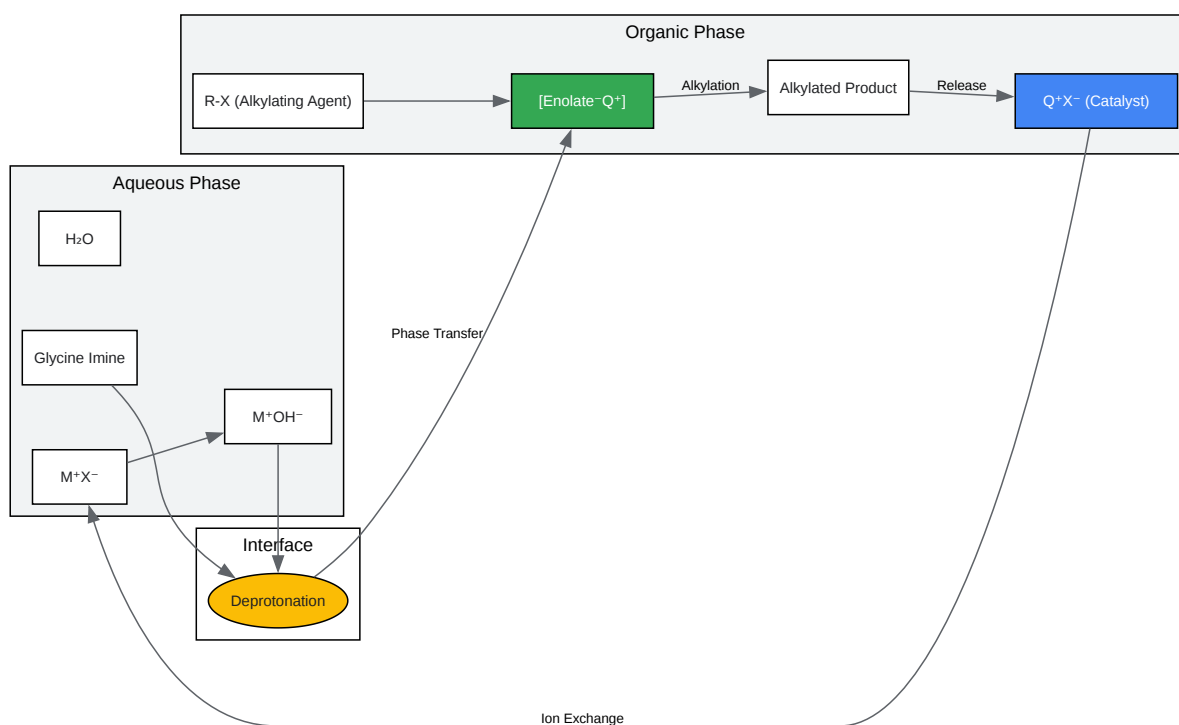 Organic Phase
R-X (Alkylating Agent)
[Enolate⁻Q⁺]
Alkylation
Alkylated Product
Release
Q⁺X⁻ (Catalyst)
Aqueous Phase
H₂O
Glycine Imine
M⁺OH⁻
M⁺X⁻
Phase Transfer
Interface
Deprotonation
Ion Exchange